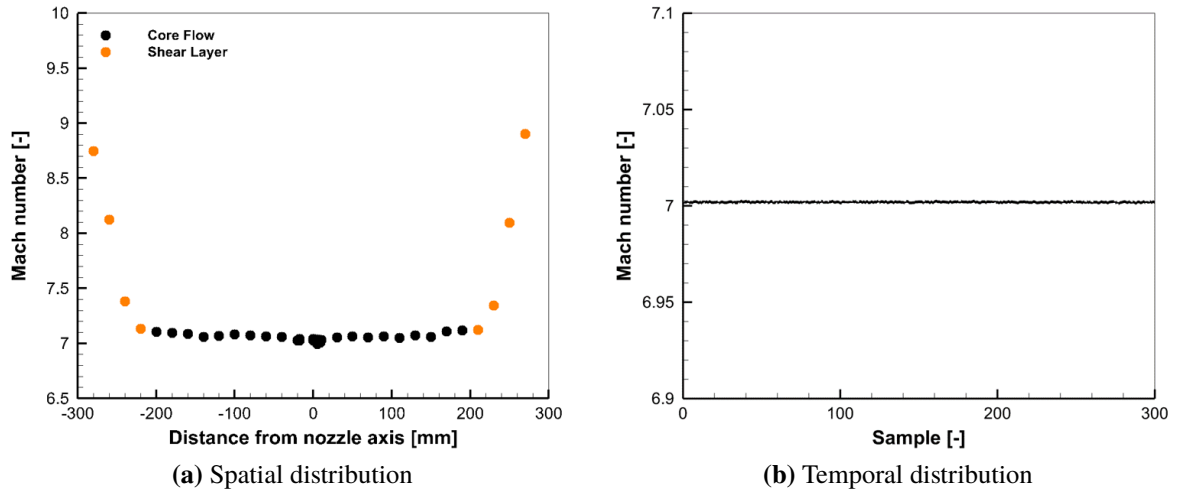 10
9.5
9
8.5
8
7.5
7
6.5
Mach number [-]
Core Flow
Shear Layer
-300 -200 -100 0 100 200 300
Distance from nozzle axis [mm]
(a) Spatial distribution
7.1
7.05
7
6.95
6.9
Mach number [-]
0 100 200 300
Sample [-]
(b) Temporal distribution